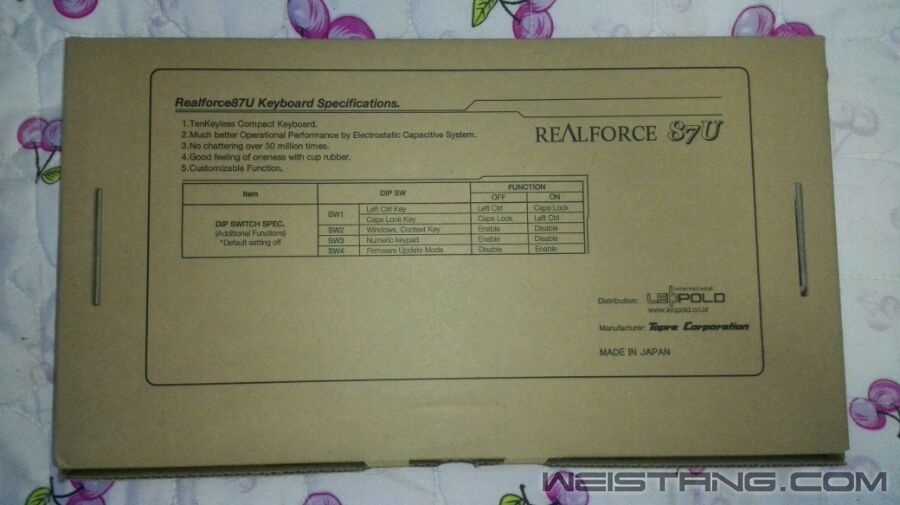 Realforce87U Keyboard Specifications.
1.TenKeyless Compact Keyboard.
2.Much better Operational Performance by Electrostatic Capacitive System.
3.No chattering over 30 million times.
4.Good feeling of oneness with cup rubber.
5.Customizable Function.
REALFORCE 87U
Item DIP SW FUNCTION
OFF ON
DIP SWITCH SPEC.
(Additional Functions)
*Default setting off
SW1 Left Ctrl Key Left Ctrl Caps Lock
Caps Lock Key Caps Lock Left Ctrl
SW2 Windows, Context Key Enable Disable
SW3 Numeric keypad Enable Disable
SW4 Firmware Update Mode Disable Enable
Distribution: International LEOPOLD
www.leopold.co.kr
Manufacturer: Topre Corporation
MADE IN JAPAN
WEISTANG.COM